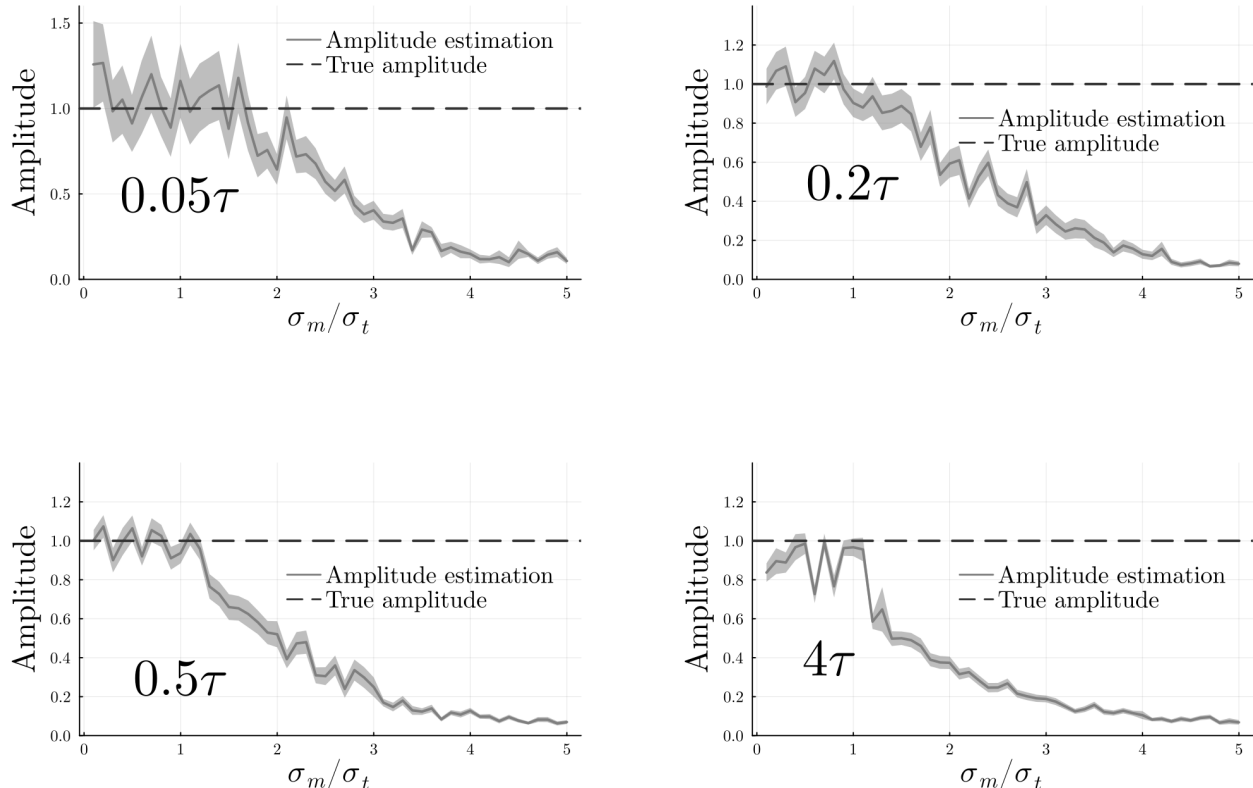 1.5
1.0
0.5
0.0
Amplitude
Amplitude estimation
True amplitude
0.05τ
0 1 2 3 4 5
σm/σt
1.2
1.0
0.8
0.6
0.4
0.2
0.0
Amplitude
Amplitude estimation
True amplitude
0.2τ
0 1 2 3 4 5
σm/σt
1.2
1.0
0.8
0.6
0.4
0.2
0.0
Amplitude
Amplitude estimation
True amplitude
0.5τ
0 1 2 3 4 5
σm/σt
1.2
1.0
0.8
0.6
0.4
0.2
0.0
Amplitude
Amplitude estimation
True amplitude
4τ
0 1 2 3 4 5
σm/σt